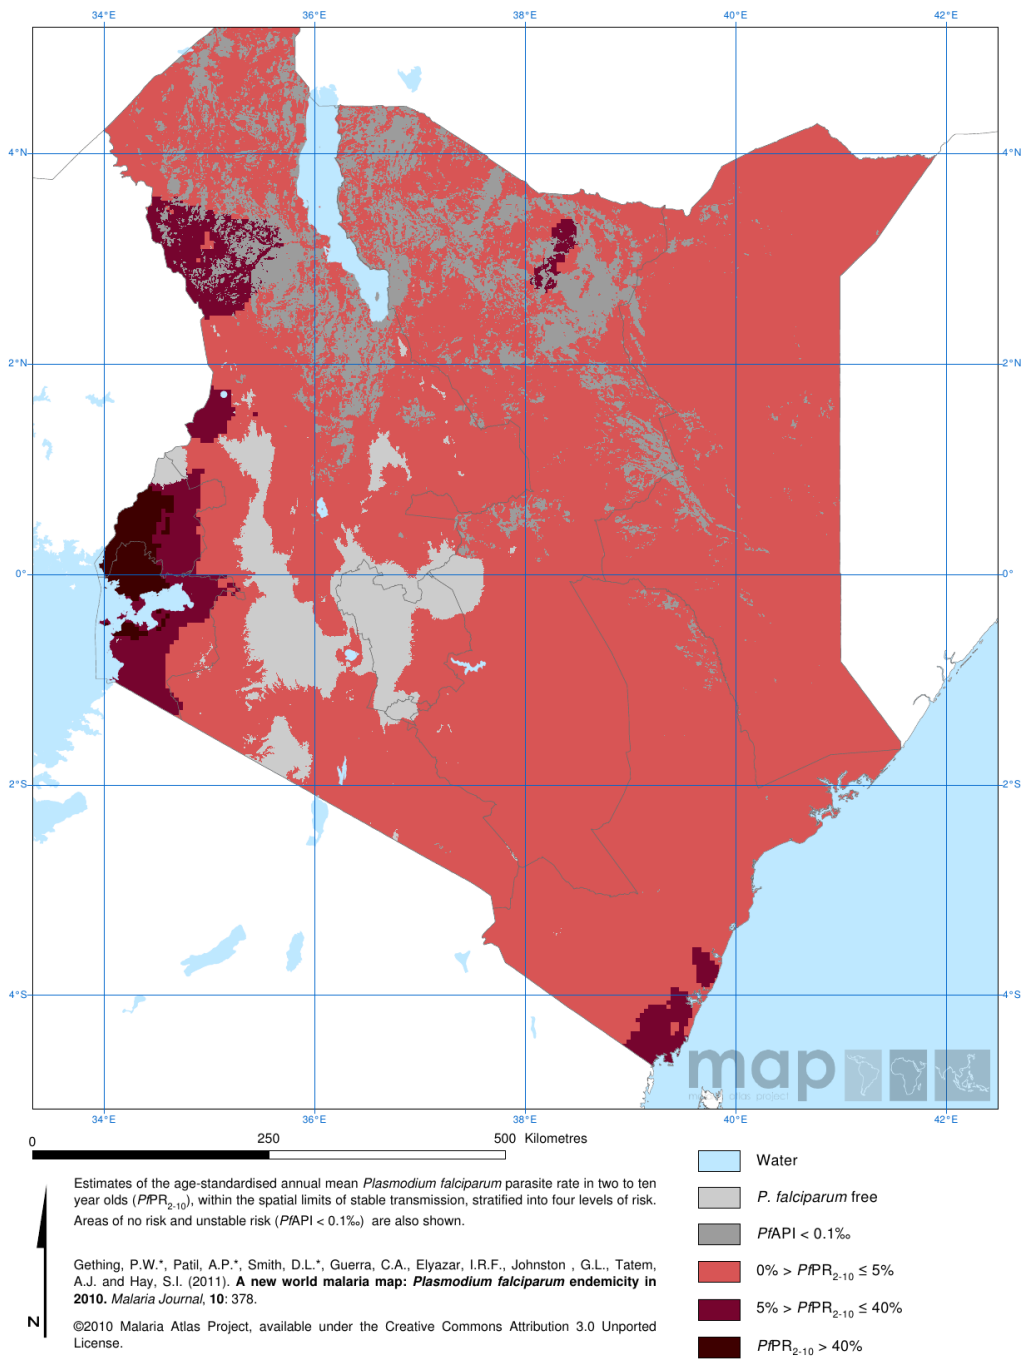 34°E 36°E 38°E 40°E 42°E
4°N 4°N
2°N 2°N
0° 0°
2°S 2°S
4°S 4°S
map
malaria atlas project
34°E 36°E 38°E 40°E 42°E
0 250 500 Kilometres
Estimates of the age-standardised annual mean Plasmodium falciparum parasite rate in two to ten
year olds (PfPR2-10), within the spatial limits of stable transmission, stratified into four levels of risk.
Areas of no risk and unstable risk (PfAPI < 0.1‰) are also shown.
Gething, P.W.*, Patil, A.P.*, Smith, D.L.*, Guerra, C.A., Elyazar, I.R.F., Johnston , G.L., Tatem,
A.J. and Hay, S.I. (2011). A new world malaria map: Plasmodium falciparum endemicity in
2010. Malaria Journal, 10: 378.
©2010 Malaria Atlas Project, available under the Creative Commons Attribution 3.0 Unported
License.
N
Water
P. falciparum free
PfAPI < 0.1‰
0% > PfPR2-10 ≤ 5%
5% > PfPR2-10 ≤ 40%
PfPR2-10 > 40%